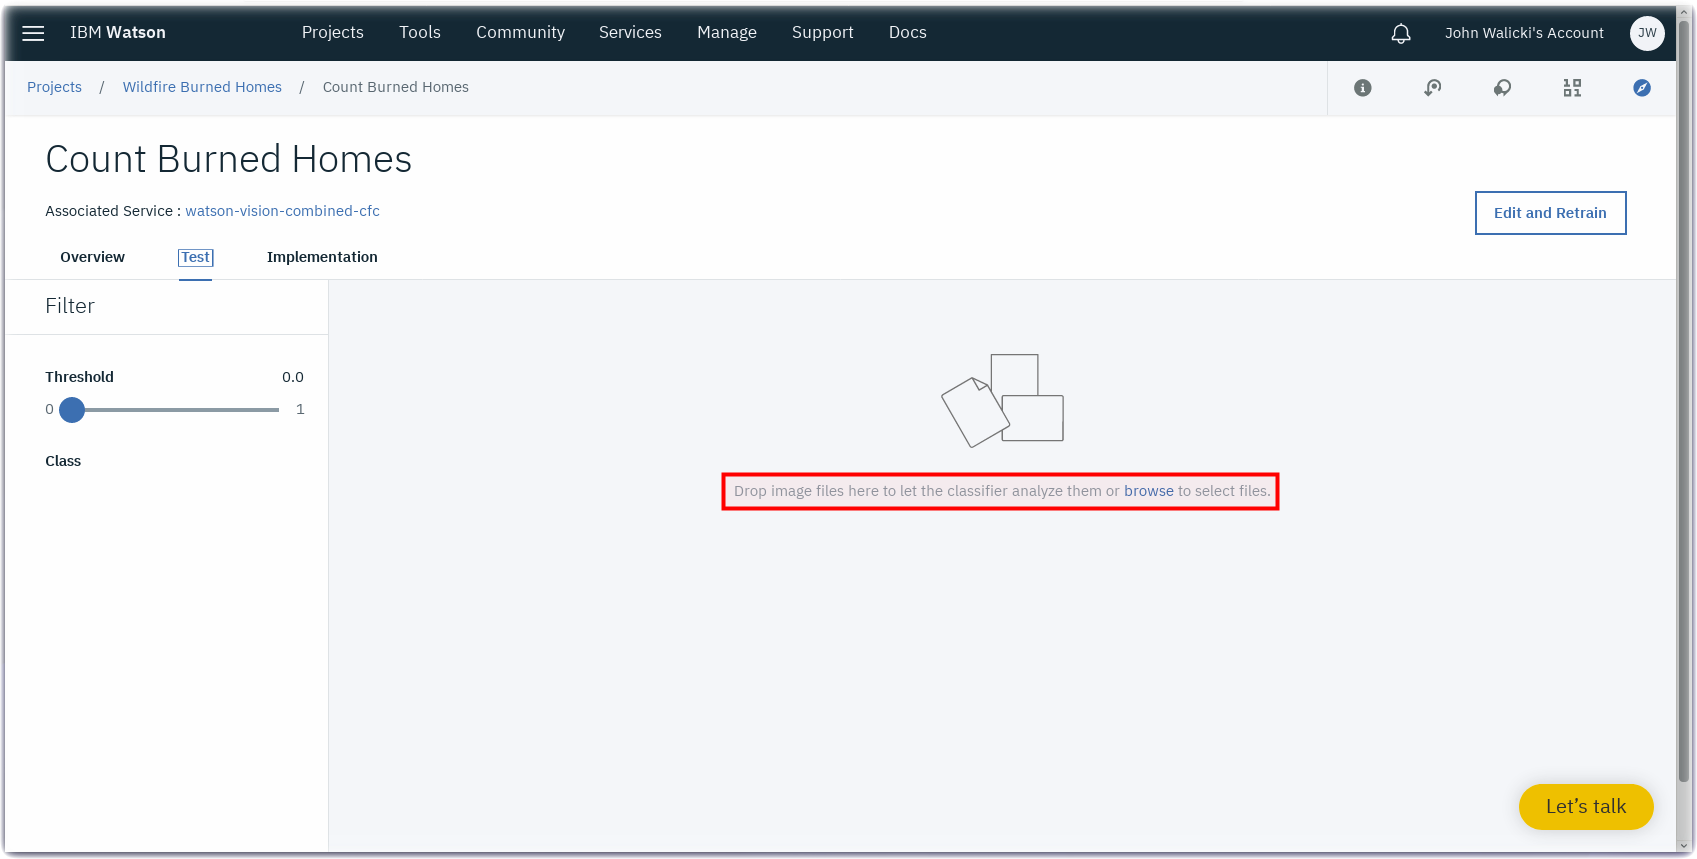 IBM Watson Projects Tools Community Services Manage Support Docs John Walicki's Account JW
Projects / Wildfire Burned Homes / Count Burned Homes
Count Burned Homes
Associated Service : watson-vision-combined-cfc
Edit and Retrain
Overview Test Implementation
Filter
Threshold 0.0
0 1
Class
Drop image files here to let the classifier analyze them or browse to select files.
Let's talk